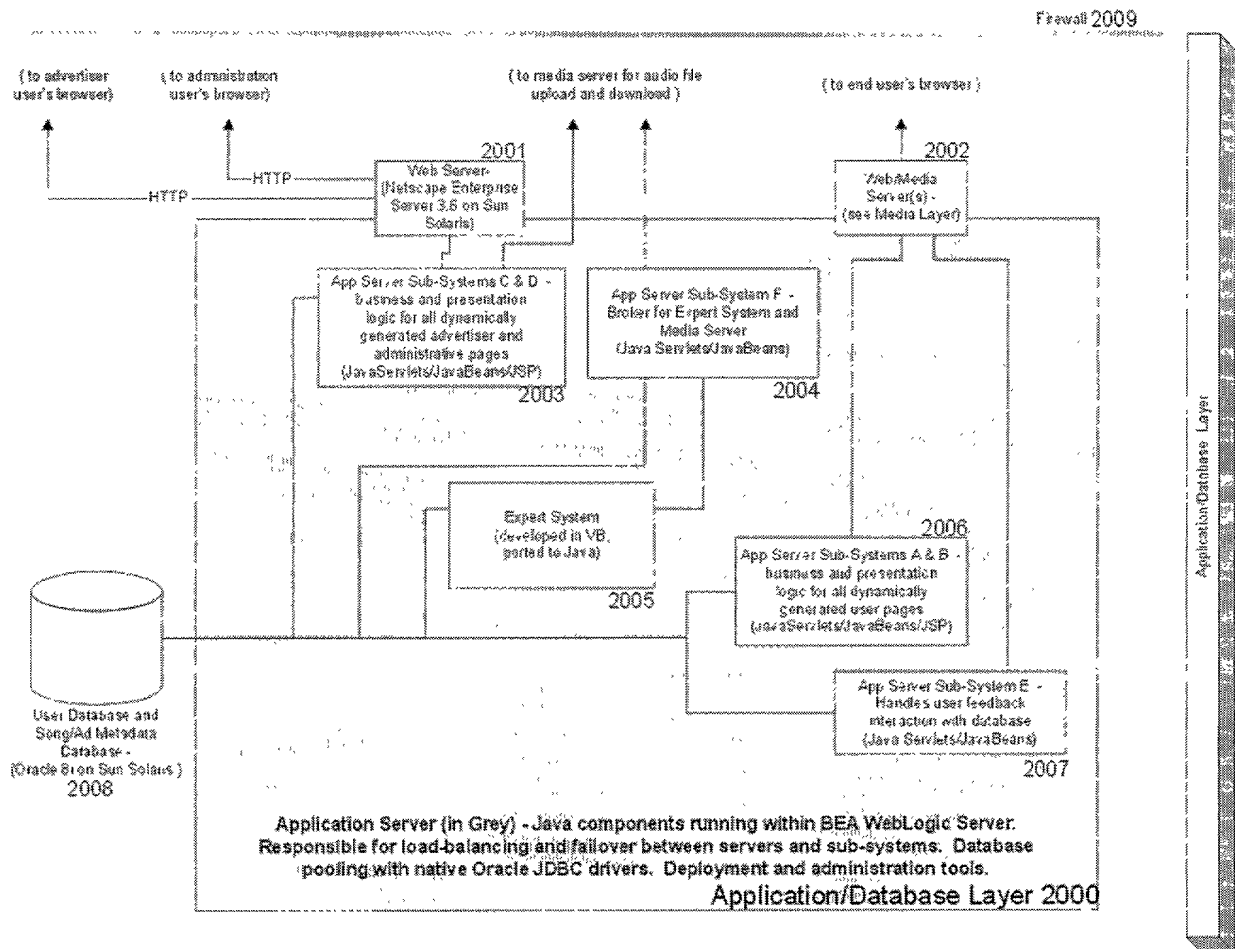 Firewall 2009
( to advertiser
user's browser)
( to administration
user's browser)
( to media server for audio file
upload and download )
( to end user's browser )
2001
HTTP
HTTP
Web Server-
(Netscape Enterprise
Server 3.6 on Sun
Solaris)
2002
Web/Media
Server(s) -
(see Media Layer)
App Server Sub-Systems C & D -
business and presentation
logic for all dynamically
generated advertiser and
administrative pages
(JavaServlets/JavaBeans/JSP)
2003
App Server Sub-System F -
Broker for Expert System and
Media Server
(Java Servlets/JavaBeans)
2004
Expert System
(developed in VB,
ported to Java)
2005
2006
App Server Sub-Systems A & B -
business and presentation
logic for all dynamically
generated user pages
(JavaServlets/JavaBeans/JSP)
App Server Sub-System E -
Handles user feedback
interaction with database
(Java Servlets/JavaBeans)
2007
User Database and
Song/Ad Metadata
Database -
(Oracle 8i on Sun Solaris )
2008
Application Server (in Grey) - Java components running within BEA WebLogic Server.
Responsible for load-balancing and failover between servers and sub-systems. Database
pooling with native Oracle JDBC drivers. Deployment and administration tools.
Application/Database Layer 2000
Application/Database Layer